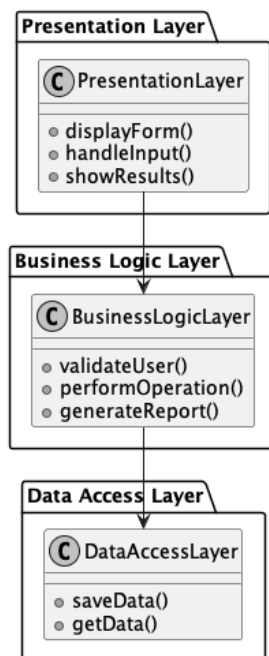 Presentation Layer
C PresentationLayer
displayForm()
handleInput()
showResults()
Business Logic Layer
C BusinessLogicLayer
validateUser()
performOperation()
generateReport()
Data Access Layer
C DataAccessLayer
saveData()
getData()